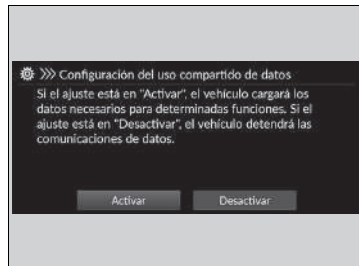 Configuración del uso compartido de datos
Si el ajuste está en "Activar", el vehículo cargará los
datos necesarios para determinadas funciones. Si el
ajuste está en "Desactivar", el vehículo detendrá las
comunicaciones de datos.
Activar
Desactivar